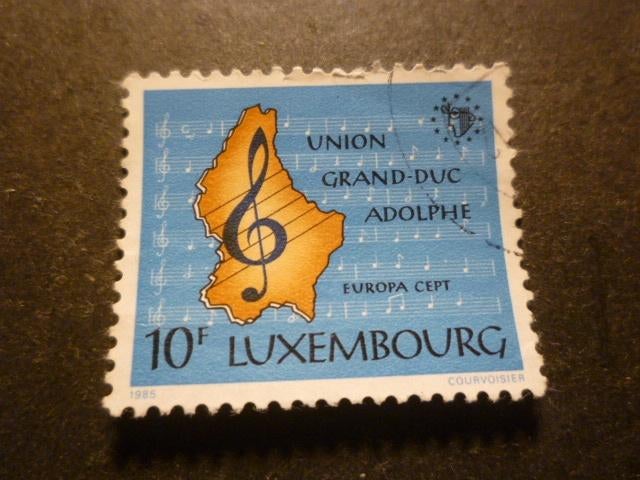 UNION
GRAND-DUC
ADOLPHE
EUROPA CEPT
10F LUXEMBOURG
1985 COURVOISIER